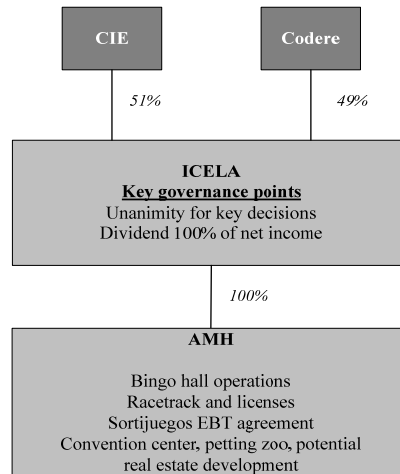 CIE
Codere
51%
49%
ICELA
Key governance points
Unanimity for key decisions
Dividend 100% of net income
100%
AMH
Bingo hall operations
Racetrack and licenses
Sortijuegos EBT agreement
Convention center, petting zoo, potential
real estate development